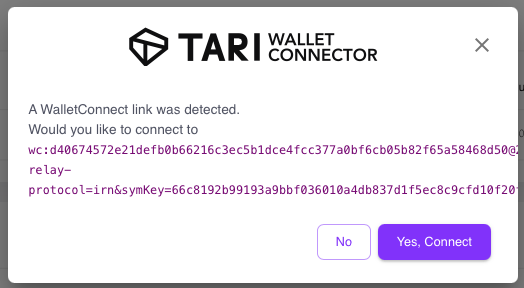 TARI WALLET CONNECTOR
A WalletConnect link was detected.
Would you like to connect to
wc:d40674572e21defb0b66216c3ec5b1dce4fcc377a0bf6cb05b82f65a58468d50@2
relay-
protocol=irn&symKey=66c8192b99193a9bbf036010a4db837d1f5ec8c9cfd10f20f
No
Yes, Connect